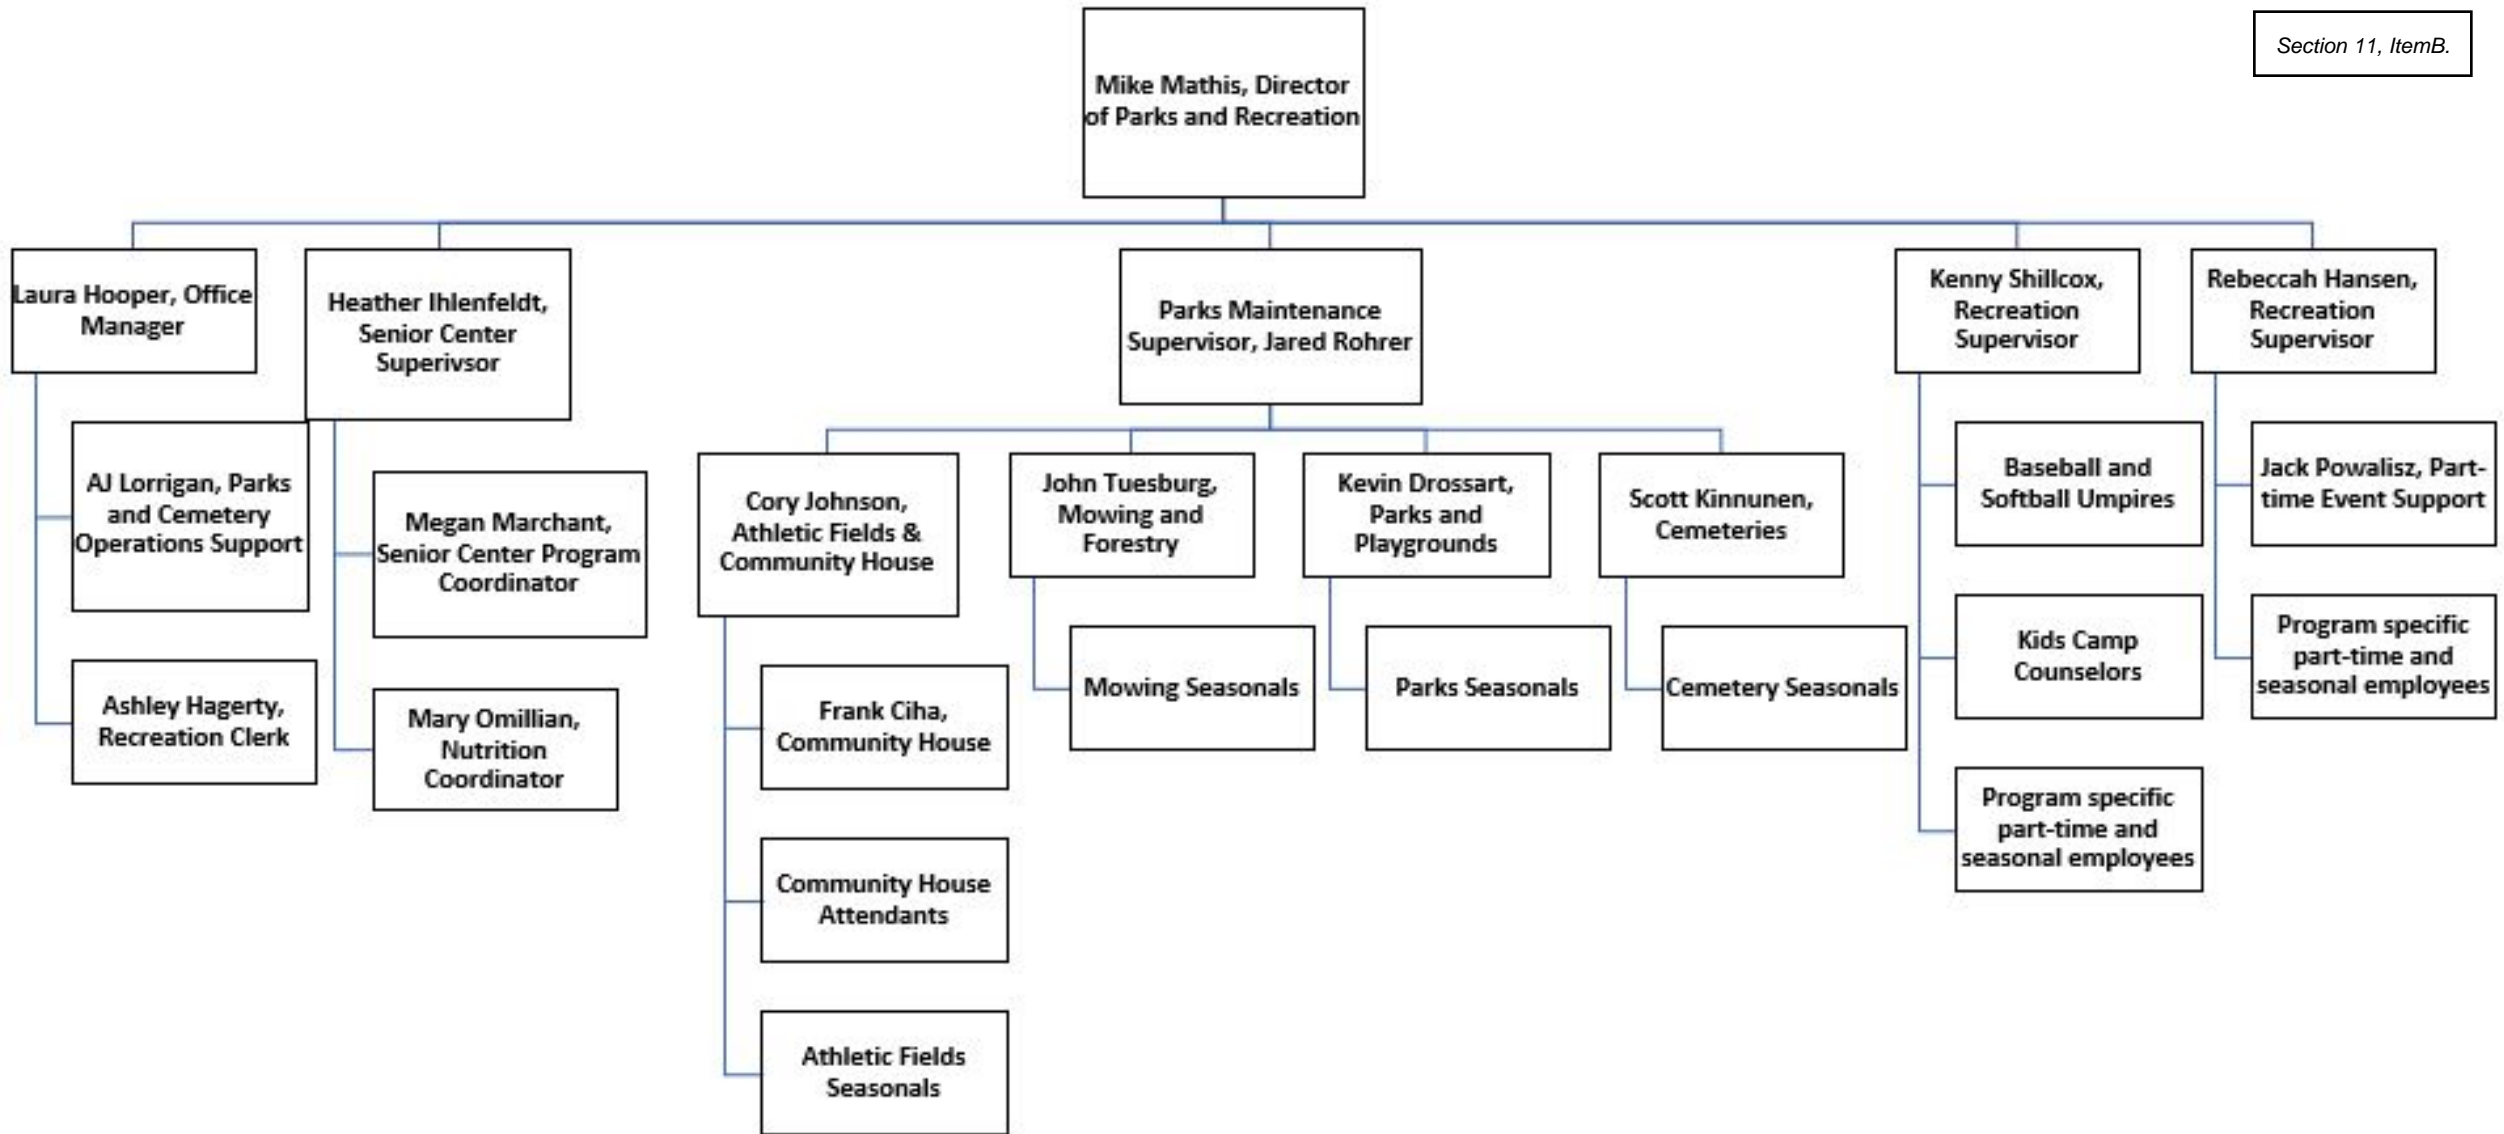 Section 11, ItemB.
Mike Mathis, Director
of Parks and Recreation
Laura Hooper, Office
Manager
Heather Ihlenfeldt,
Senior Center
Superivsor
Parks Maintenance
Supervisor, Jared Rohrer
Kenny Shillcox,
Recreation
Supervisor
Rebeccah Hansen,
Recreation
Supervisor
AJ Lorrigan, Parks
and Cemetery
Operations Support
Ashley Hagerty,
Recreation Clerk
Megan Marchant,
Senior Center Program
Coordinator
Mary Omillian,
Nutrition
Coordinator
Cory Johnson,
Athletic Fields &
Community House
Frank Ciha,
Community House
Community House
Attendants
Athletic Fields
Seasonals
John Tuesburg,
Mowing and
Forestry
Mowing Seasonals
Kevin Drossart,
Parks and
Playgrounds
Parks Seasonals
Scott Kinnunen,
Cemeteries
Cemetery Seasonals
Baseball and
Softball Umpires
Kids Camp
Counselors
Program specific
part-time and
seasonal employees
Jack Powalisz, Part-
time Event Support
Program specific
part-time and
seasonal employees